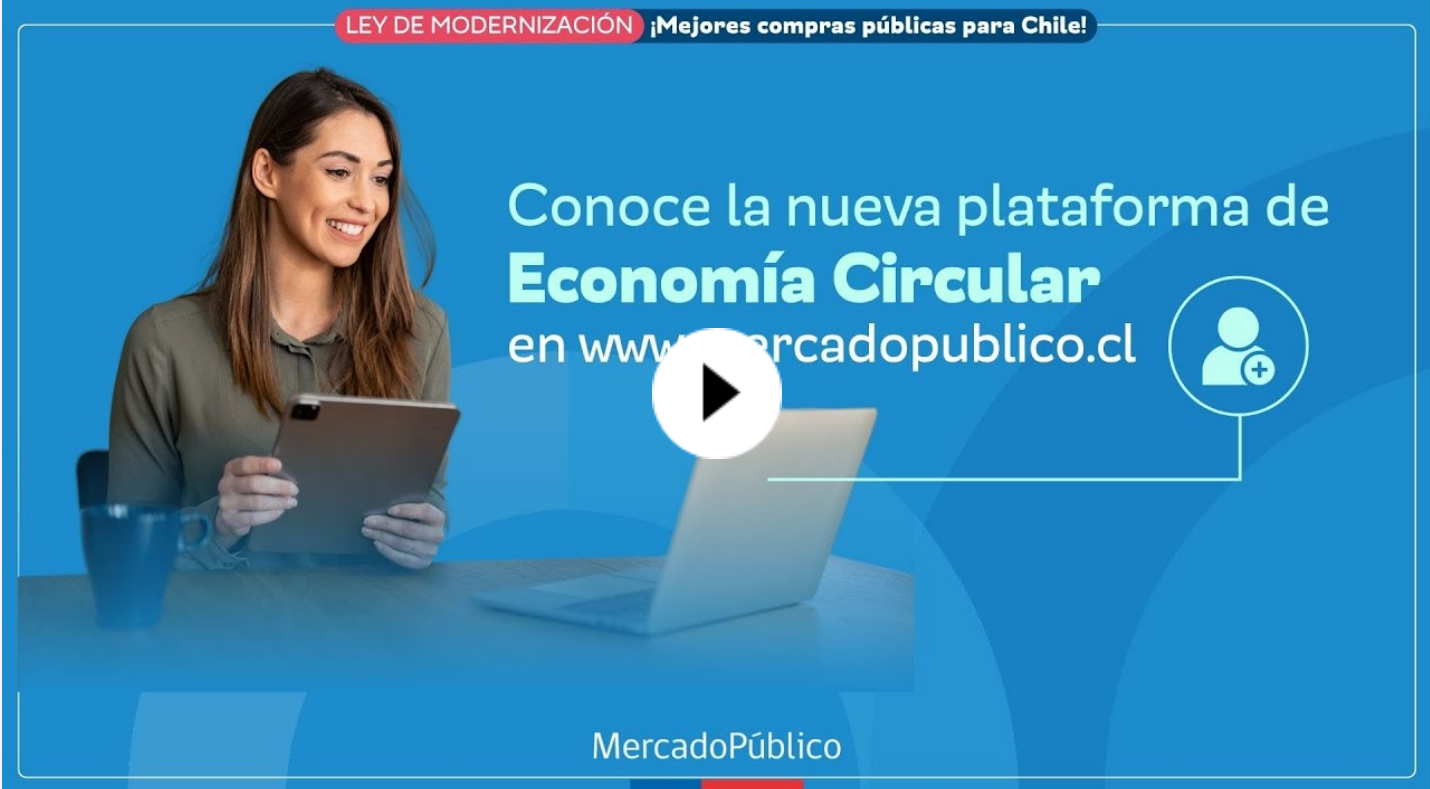 LEY DE MODERNIZACIÓN ¡Mejores compras públicas para Chile!
Conoce la nueva plataforma de
Economía Circular
en www.mercadopublico.cl
MercadoPúblico